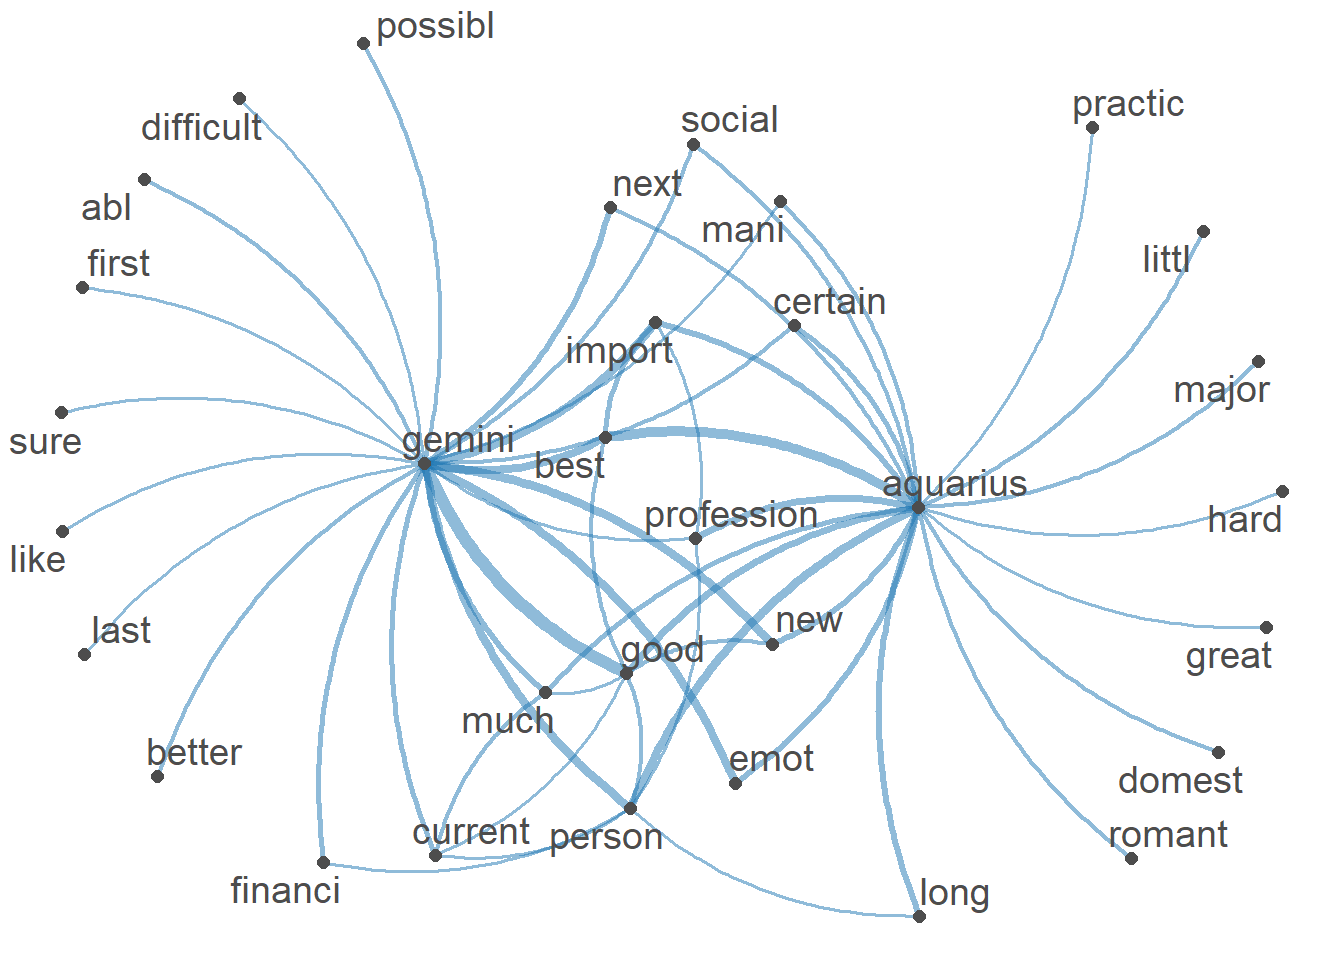 possibl
difficult
social
practic
next
abl
mani
first
littl
certain
import
major
sure
gemini
best
aquarius
profession
hard
like
last
new
good
great
much
better
emot
domest
current
person
romant
financi
long